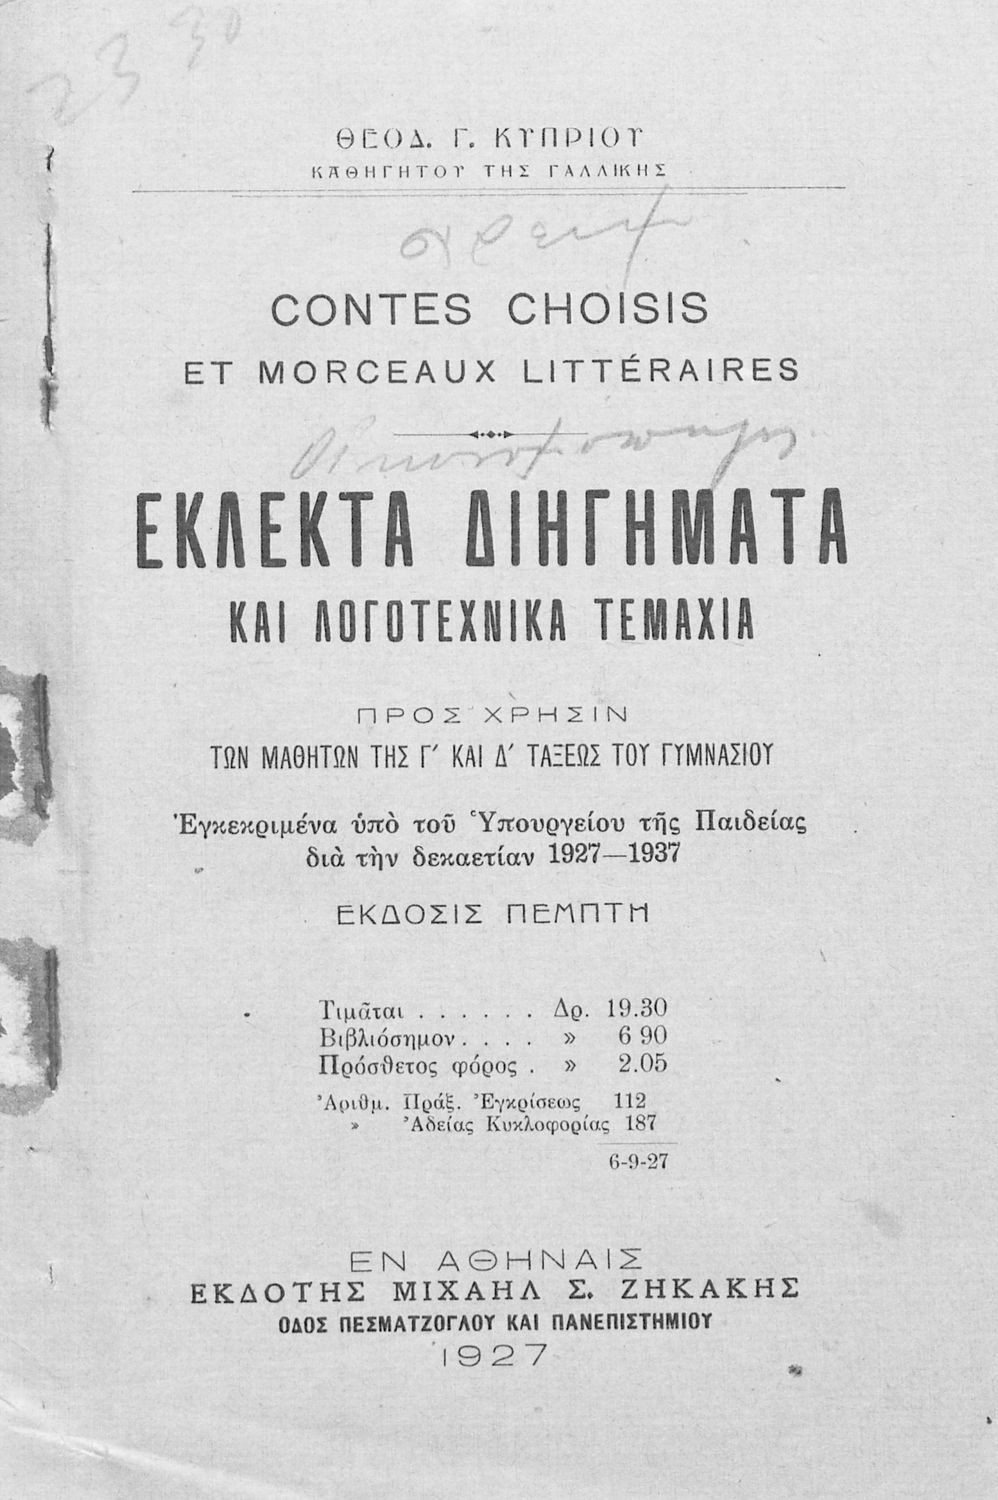 23 30
ΘΕΟΔ. Γ. ΚΥΠΡΙΟΥ
ΚΑΘΗΓΗΤΟΥ ΤΗΣ ΓΑΛΛΙΚΗΣ
CONTES CHOISIS
ET MORCEAUX LITTÉRAIRES
ΕΚΛΕΚΤΑ ΔΙΗΓΗΜΑΤΑ
ΚΑΙ ΛΟΓΟΤΕΧΝΙΚΑ ΤΕΜΑΧΙΑ
ΠΡΟΣ ΧΡΗΣΙΝ
ΤΩΝ ΜΑΘΗΤΩΝ ΤΗΣ Γ′ ΚΑΙ Δ′ ΤΑΞΕΩΣ ΤΟΥ ΓΥΜΝΑΣΙΟΥ
Ἐγκεκριμένα ὑπὸ τοῦ Ὑπουργείου τῆς Παιδείας
διὰ τὴν δεκαετίαν 1927—1937
ΕΚΔΟΣΙΣ ΠΕΜΠΤΗ
Τιμᾶται . . . . . . Δρ. 19.30
Βιβλιόσημον . . . . » 6 90
Πρόσθετος φόρος . » 2.05
Ἀριθμ. Πράξ. Ἐγκρίσεως 112
» Ἀδείας Κυκλοφορίας 187
6-9-27
ΕΝ ΑΘΗΝΑΙΣ
ΕΚΔΟΤΗΣ ΜΙΧΑΗΛ Σ. ΖΗΚΑΚΗΣ
ΟΔΟΣ ΠΕΣΜΑΤΖΟΓΛΟΥ ΚΑΙ ΠΑΝΕΠΙΣΤΗΜΙΟΥ
1927